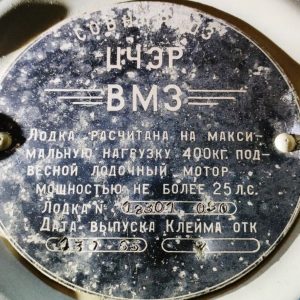 ЦЧЭР
ВМЗ
Лодка расчитана на макси-
мальную нагрузку 400кг. под-
весной лодочный мотор
мощностью не более 25 л.с.
Лодка №
Дата выпуска Клейма отк